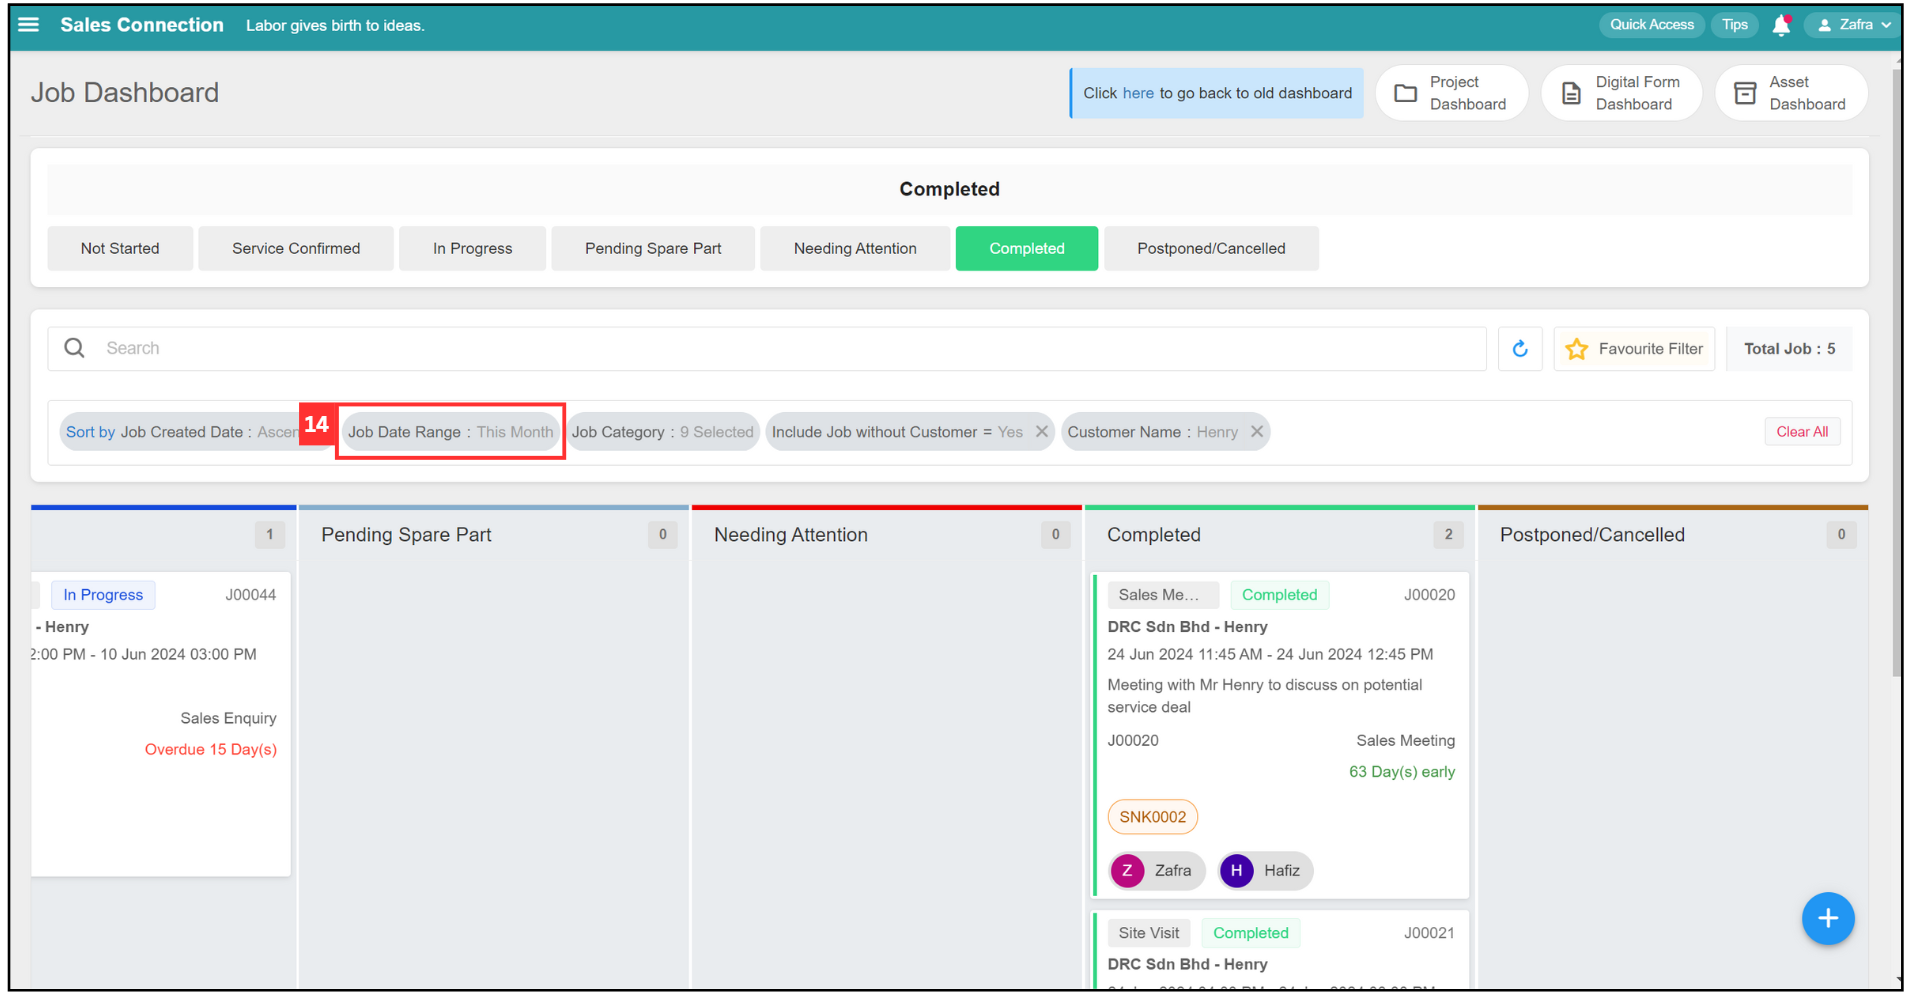 Sales Connection Labor gives birth to ideas. Quick Access Tips Zafra
Job Dashboard
Click here to go back to old dashboard
Project
Dashboard
Digital Form
Dashboard
Asset
Dashboard
Completed
Not Started Service Confirmed In Progress Pending Spare Part Needing Attention Completed Postponed/Cancelled
Search
Favourite Filter
Total Job : 5
Sort by Job Created Date : Ascen
14
Job Date Range : This Month
Job Category : 9 Selected
Include Job without Customer = Yes
Customer Name : Henry
Clear All
1
In Progress J00044
- Henry
2:00 PM - 10 Jun 2024 03:00 PM
Sales Enquiry
Overdue 15 Day(s)
Pending Spare Part 0
Needing Attention 0
Completed 2
Sales Me... Completed J00020
DRC Sdn Bhd - Henry
24 Jun 2024 11:45 AM - 24 Jun 2024 12:45 PM
Meeting with Mr Henry to discuss on potential
service deal
J00020 Sales Meeting
63 Day(s) early
SNK0002
Z Zafra H Hafiz
Site Visit Completed J00021
DRC Sdn Bhd - Henry
Postponed/Cancelled 0